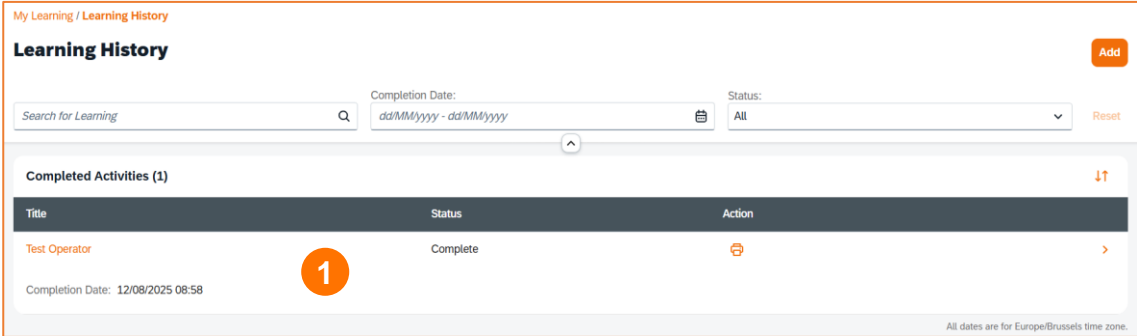 My Learning / Learning History
Learning History
Add
Completion Date:
Status:
Search for Learning
dd/MM/yyyy - dd/MM/yyyy
All
Reset
Completed Activities (1)
Title Status Action
Test Operator Complete
1
Completion Date: 12/08/2025 08:58
All dates are for Europe/Brussels time zone.